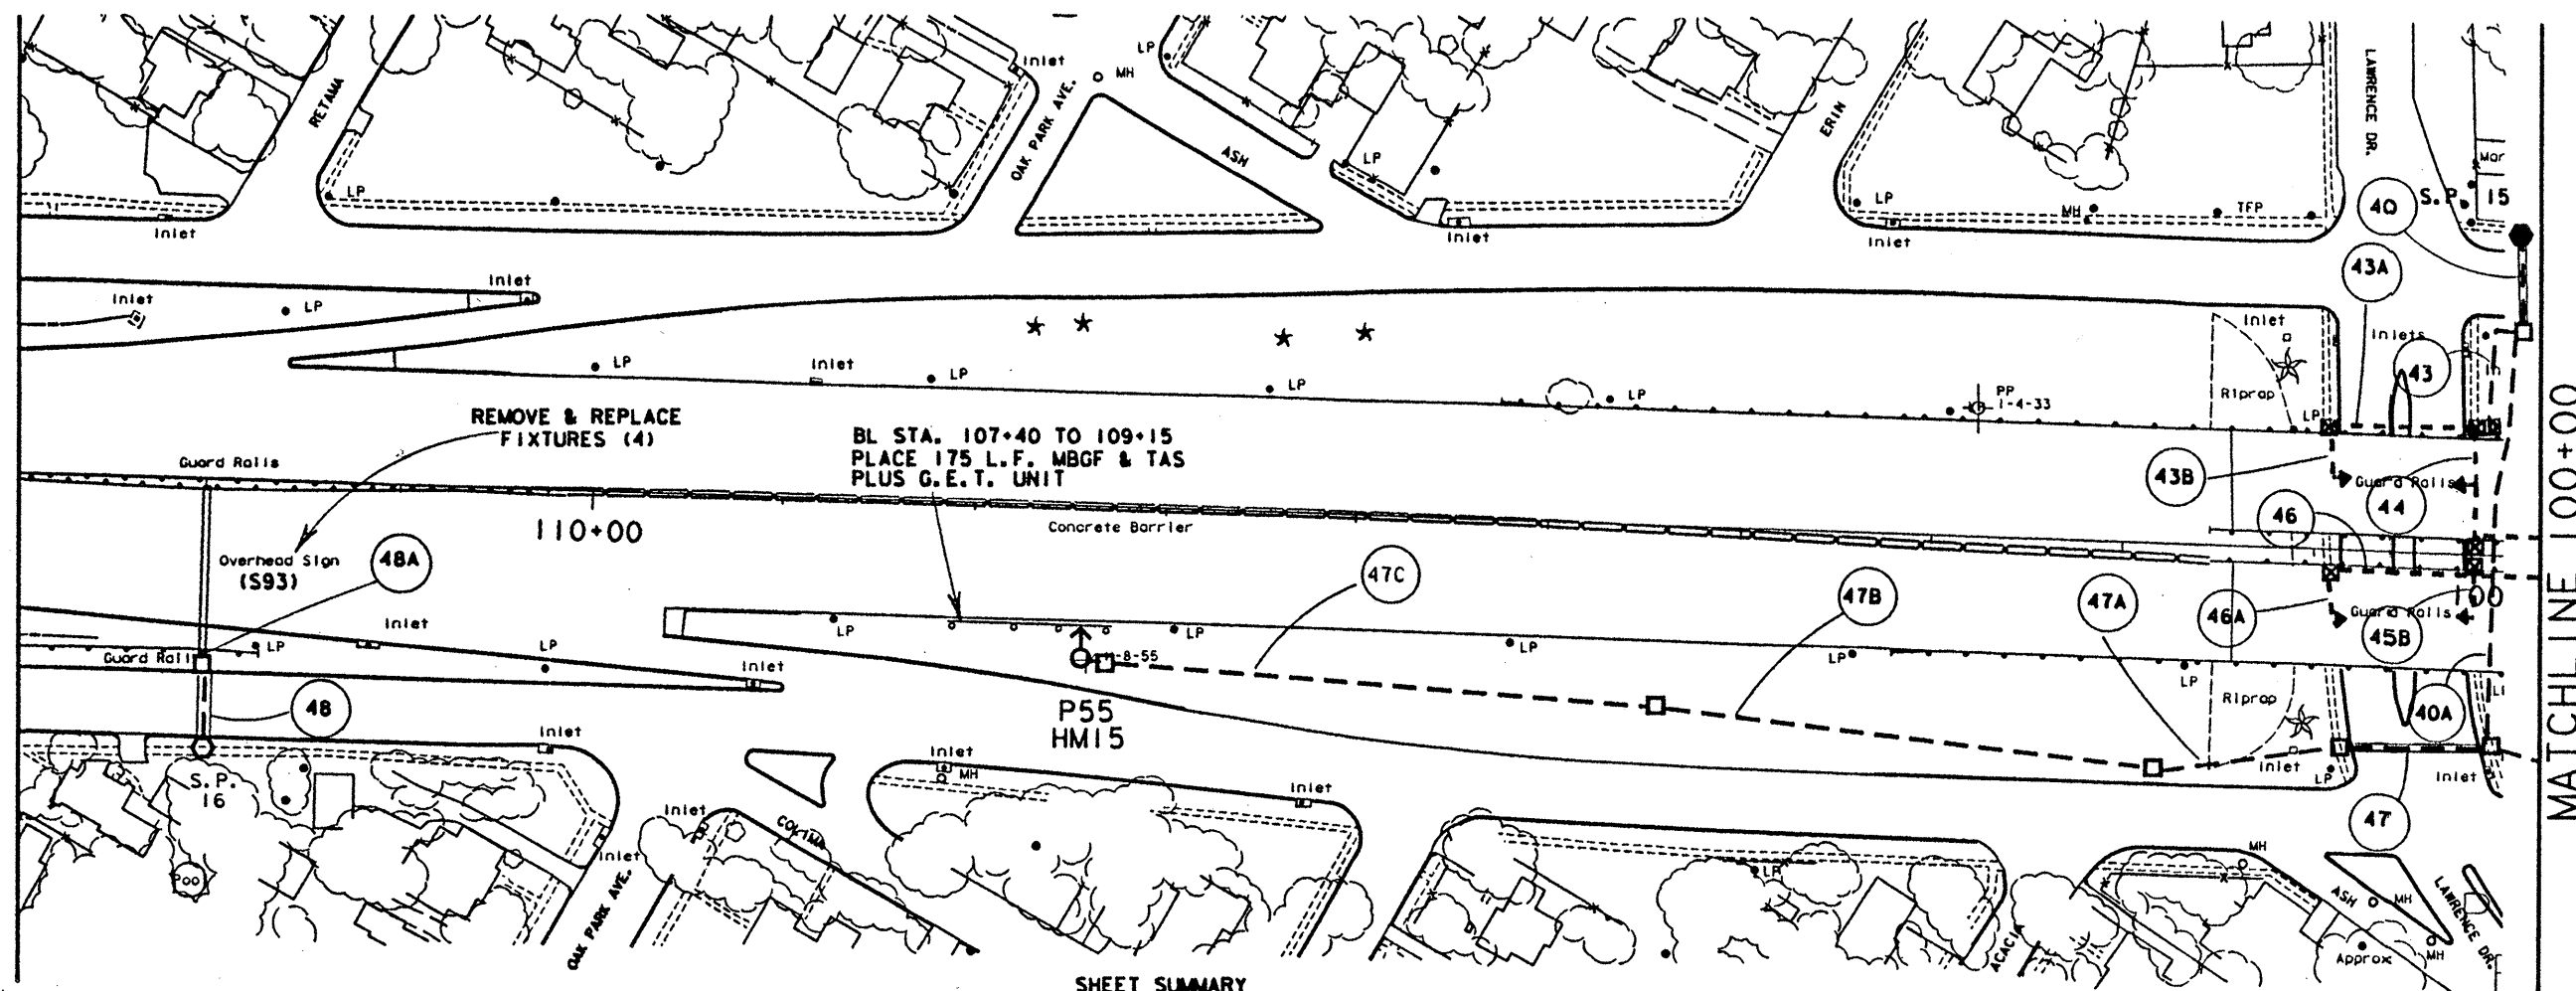 Inlet
LP
MH
RETAMA
OAK PARK AVE.
ASH
LP
ERIN
LAWRENCE DR.
Mar
LP
LP
MH
TFP
40
S.P. 15
Inlet
Inlet
Inlet
43A
Inlet
Inlet
LP
Inlet
Inlets
LP
Inlet
LP
LP
LP
PP
1-4-33
Riprap
LP
43
REMOVE & REPLACE
FIXTURES (4)
BL STA. 107+40 TO 109+15
PLACE 175 L.F. MBGF & TAS
PLUS G.E.T. UNIT
Guard Rails
43B
Guard Rails
44
MATCHLINE 100+00
110+00
Concrete Barrier
46
Overhead Sign
(S93)
48A
47C
47B
47A
46A
Guard Rails
45B
100
Inlet
LP
LP
LP
LP
LP
LP
Guard Rails
Inlet
-8-55
LP
Riprap
48
P55
HM15
40A
Inlet
Inlet
MH
Inlet
LP
Inlet
S.P.
16
Inlet
Inlet
COLIMA
47
Poo
Inlet
OAK PARK AVE.
LP
ACACIA
MH
ASH
MH
LAWRENCE DR.
Approx
MH
SHEET SUMMARY